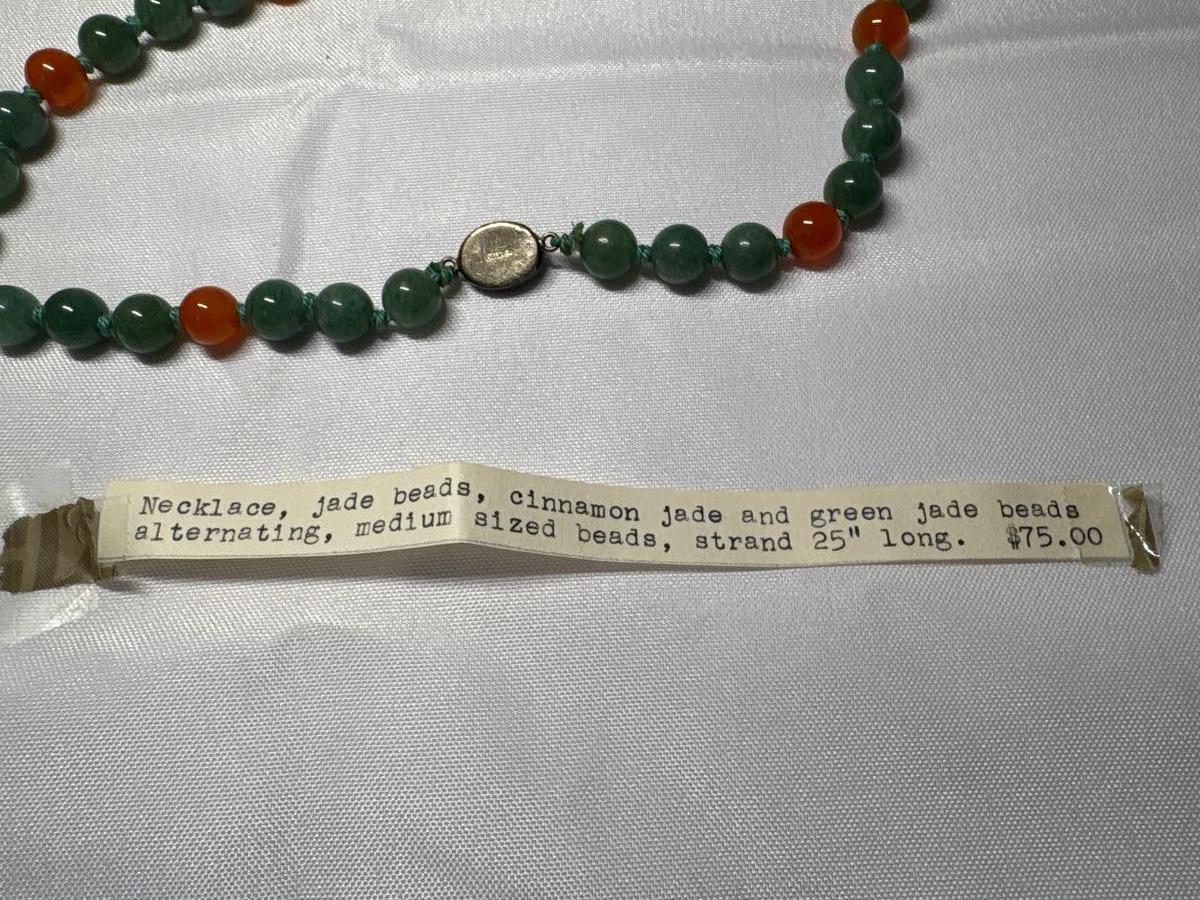 Necklace, jade beads, cinnamon jade and green jade beads
alternating, medium sized beads, strand 25" long. $75.00